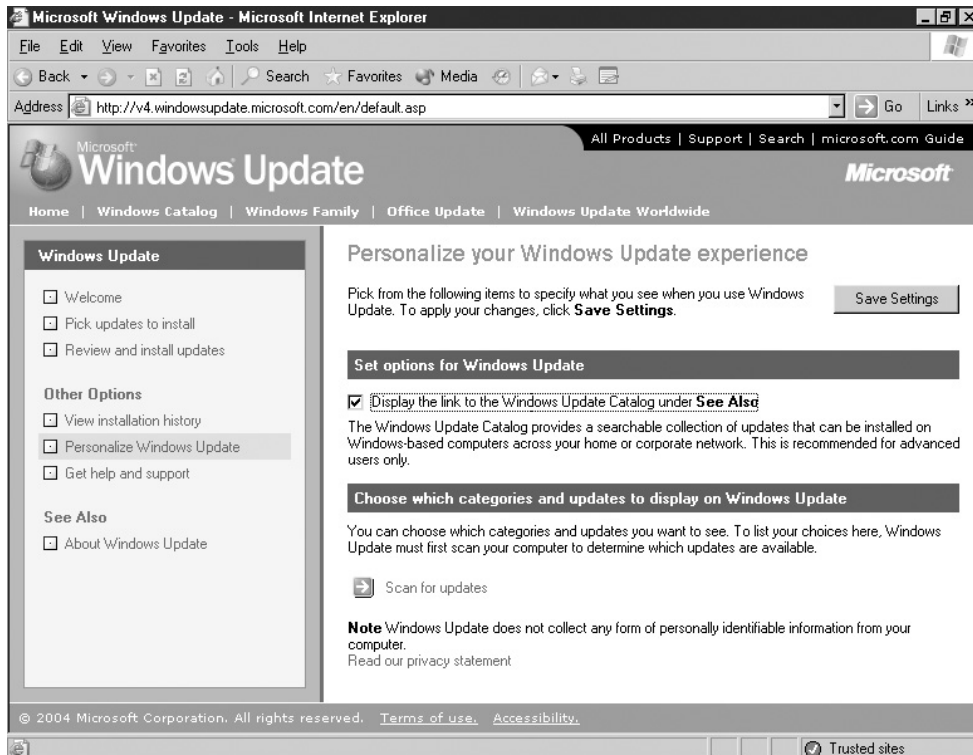 Microsoft Windows Update - Microsoft Internet Explorer
File Edit View Favorites Tools Help
Back Search Favorites Media
Address http://v4.windowsupdate.microsoft.com/en/default.asp Go Links »
All Products | Support | Search | microsoft.com Guide
Microsoft
Windows Update
Microsoft
Home | Windows Catalog | Windows Family | Office Update | Windows Update Worldwide
Windows Update
Welcome
Pick updates to install
Review and install updates
Other Options
View installation history
Personalize Windows Update
Get help and support
See Also
About Windows Update
Personalize your Windows Update experience
Pick from the following items to specify what you see when you use Windows
Update. To apply your changes, click Save Settings.
Save Settings
Set options for Windows Update
Display the link to the Windows Update Catalog under See Also
The Windows Update Catalog provides a searchable collection of updates that can be installed on
Windows-based computers across your home or corporate network. This is recommended for advanced
users only.
Choose which categories and updates to display on Windows Update
You can choose which categories and updates you want to see. To list your choices here, Windows
Update must first scan your computer to determine which updates are available.
Scan for updates
Note Windows Update does not collect any form of personally identifiable information from your
computer.
Read our privacy statement
© 2004 Microsoft Corporation. All rights reserved. Terms of use. Accessibility.
Trusted sites